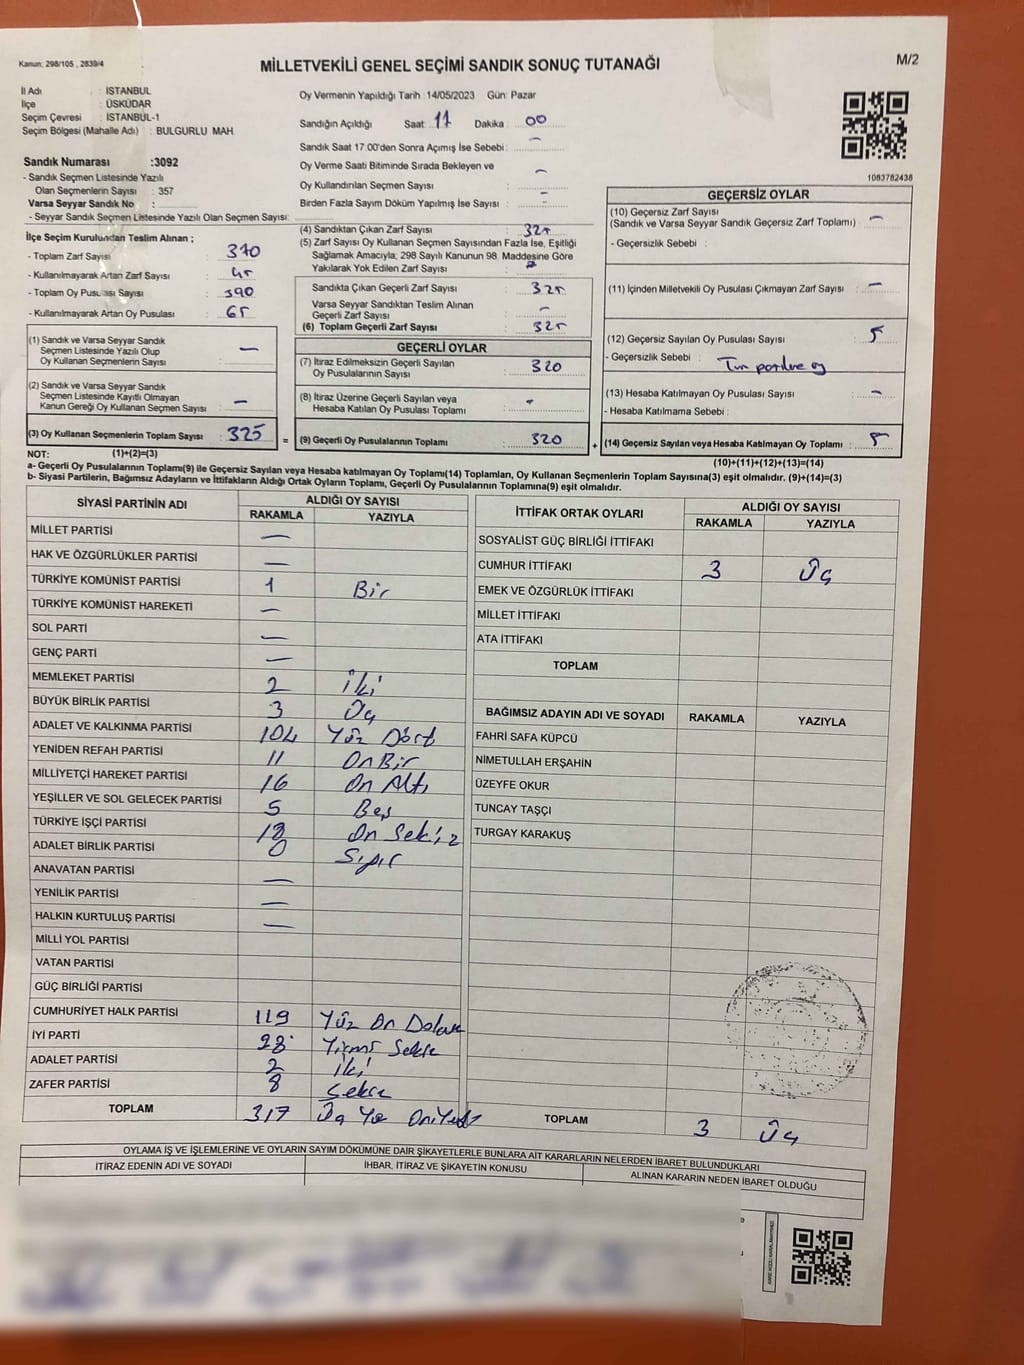 Kanun; 298/105 , 2839/4
MİLLETVEKİLİ GENEL SEÇİMİ SANDIK SONUÇ TUTANAĞI
M/2
İl Adı : İSTANBUL
İlçe : ÜSKÜDAR
Seçim Çevresi : İSTANBUL-1
Seçim Bölgesi (Mahalle Adı) : BULGURLU MAH.
Oy Vermenin Yapıldığı Tarih :14/05/2023 Gün: Pazar
Sandığın Açıldığı Saat : 17 Dakika : 00
Sandık Saat 17.00'den Sonra Açımış İse Sebebi : —
Oy Verme Saati Bitiminde Sırada Bekleyen ve
Oy Kullandırılan Seçmen Sayısı : —
Birden Fazla Sayım Döküm Yapılmış İse Sayısı : —
1083782438
Sandık Numarası :3092
- Sandık Seçmen Listesinde Yazılı
Olan Seçmenlerin Sayısı : 357
Varsa Seyyar Sandık No :
- Seyyar Sandık Seçmen Listesinde Yazılı Olan Seçmen Sayısı:
İlçe Seçim Kurulundan Teslim Alınan ;
- Toplam Zarf Sayısı : 370
- Kullanılmayarak Artan Zarf Sayısı : 45
- Toplam Oy Pusulası Sayısı : 390
- Kullanılmayarak Artan Oy Pusulası : 65
(1) Sandık ve Varsa Seyyar Sandık
Seçmen Listesinde Yazılı Olup
Oy Kullanan Seçmenlerin Sayısı : —
(2) Sandık ve Varsa Seyyar Sandık
Seçmen Listesinde Kayıtlı Olmayan
Kanun Gereği Oy Kullanan Seçmen Sayısı : —
(3) Oy Kullanan Seçmenlerin Toplam Sayısı : 325 =
(4) Sandıktan Çıkan Zarf Sayısı : 325
(5) Zarf Sayısı Oy Kullanan Seçmen Sayısından Fazla İse, Eşitliği
Sağlamak Amacıyla; 298 Sayılı Kanunun 98. Maddesine Göre
Yakılarak Yok Edilen Zarf Sayısı :
Sandıkta Çıkan Geçerli Zarf Sayısı : 325
Varsa Seyyar Sandıktan Teslim Alınan
Geçerli Zarf Sayısı : —
(6) Toplam Geçerli Zarf Sayısı : 325
GEÇERLİ OYLAR
(7) İtiraz Edilmeksizin Geçerli Sayılan
Oy Pusulalarının Sayısı : 320
(8) İtiraz Üzerine Geçerli Sayılan veya
Hesaba Katılan Oy Pusulası Toplamı :
(9) Geçerli Oy Pusulalarının Toplamı : 320 +
GEÇERSİZ OYLAR
(10) Geçersiz Zarf Sayısı
(Sandık ve Varsa Seyyar Sandık Geçersiz Zarf Toplamı) : —
- Geçersizlik Sebebi :
(11) İçinden Milletvekili Oy Pusulası Çıkmayan Zarf Sayısı : —
(12) Geçersiz Sayılan Oy Pusulası Sayısı : 5
- Geçersizlik Sebebi : oy
(13) Hesaba Katılmayan Oy Pusulası Sayısı : —
- Hesaba Katılmama Sebebi :
(14) Geçersiz Sayılan veya Hesaba Katılmayan Oy Toplamı : 5
NOT: (1)+(2)=(3)
(10)+(11)+(12)+(13)=(14)
a- Geçerli Oy Pusulalarının Toplamı(9) ile Geçersiz Sayılan veya Hesaba katılmayan Oy Toplamı(14) Toplamları, Oy Kullanan Seçmenlerin Toplam Sayısına(3) eşit olmalıdır. (9)+(14)=(3)
b- Siyasi Partilerin, Bağımsız Adayların ve İttifakların Aldığı Ortak Oyların Toplamı, Geçerli Oy Pusulalarının Toplamına(9) eşit olmalıdır.
SİYASİ PARTİNİN ADI ALDIĞI OY SAYISI
RAKAMLA YAZIYLA
MİLLET PARTİSİ —
HAK VE ÖZGÜRLÜKLER PARTİSİ —
TÜRKİYE KOMÜNİST PARTİSİ 1 Bir
TÜRKİYE KOMÜNİST HAREKETİ —
SOL PARTİ —
GENÇ PARTİ —
MEMLEKET PARTİSİ 2 İki
BÜYÜK BİRLİK PARTİSİ 3 Üç
ADALET VE KALKINMA PARTİSİ 104 Yüz Dört
YENİDEN REFAH PARTİSİ 11 On Bir
MİLLİYETÇİ HAREKET PARTİSİ 16 On Altı
YEŞİLLER VE SOL GELECEK PARTİSİ 5 Beş
TÜRKİYE İŞÇİ PARTİSİ 18 On Sekiz
ADALET BİRLİK PARTİSİ 0 Sıfır
ANAVATAN PARTİSİ —
YENİLİK PARTİSİ —
HALKIN KURTULUŞ PARTİSİ —
MİLLİ YOL PARTİSİ
VATAN PARTİSİ
GÜÇ BİRLİĞİ PARTİSİ
CUMHURİYET HALK PARTİSİ 119 Yüz On Dokuz
İYİ PARTİ 28 Yirmi Sekiz
ADALET PARTİSİ 2 İki
ZAFER PARTİSİ 8 Sekiz
TOPLAM 317 Üç Yüz On Yedi
İTTİFAK ORTAK OYLARI ALDIĞI OY SAYISI
RAKAMLA YAZIYLA
SOSYALİST GÜÇ BİRLİĞİ İTTİFAKI
CUMHUR İTTİFAKI 3 Üç
EMEK VE ÖZGÜRLÜK İTTİFAKI
MİLLET İTTİFAKI
ATA İTTİFAKI
TOPLAM
BAĞIMSIZ ADAYIN ADI VE SOYADI RAKAMLA YAZIYLA
FAHRİ SAFA KÜPCÜ
NİMETULLAH ERŞAHİN
ÜZEYFE OKUR
TUNCAY TAŞÇI
TURGAY KARAKUŞ
TOPLAM 3 Üç
OYLAMA İŞ VE İŞLEMLERİNE VE OYLARIN SAYIM DÖKÜMÜNE DAİR ŞİKAYETLERLE BUNLARA AİT KARARLARIN NELERDEN İBARET BULUNDUKLARI
İTİRAZ EDENİN ADI VE SOYADI İHBAR, İTİRAZ VE ŞİKAYETİN KONUSU ALINAN KARARIN NEDEN İBARET OLDUĞU